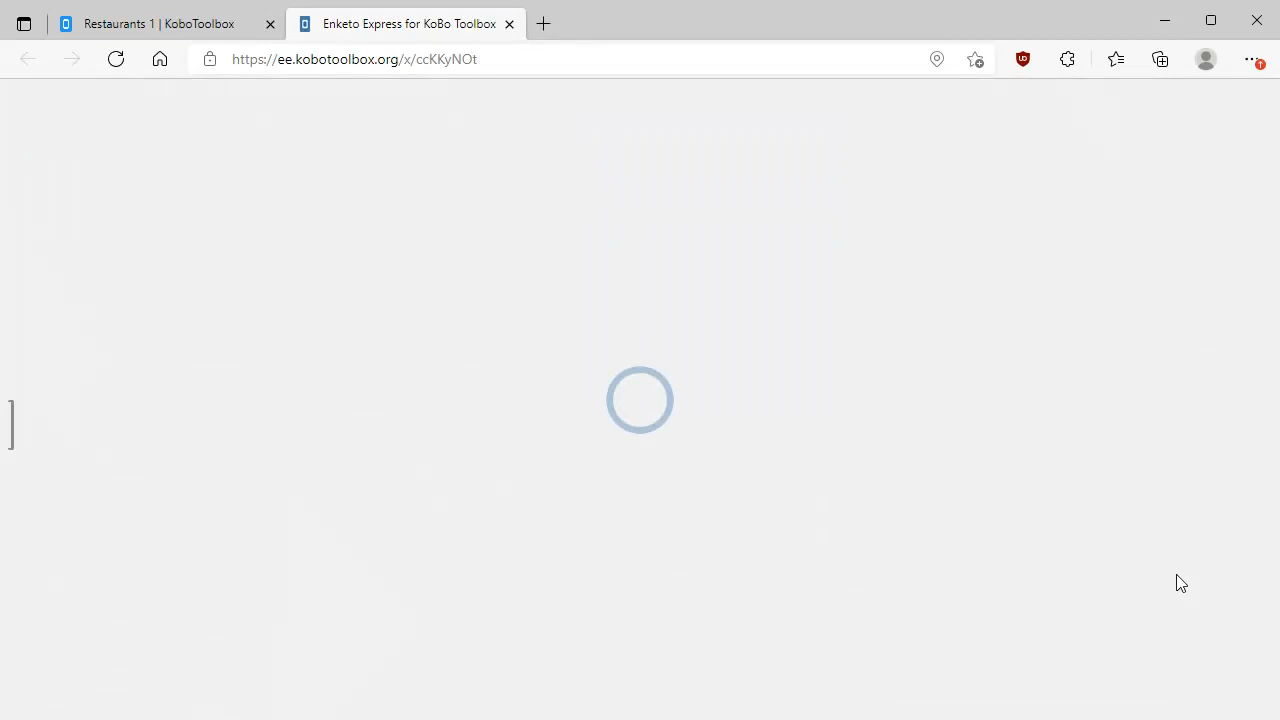 Restaurants 1 | KoboToolbox
Enketo Express for KoBo Toolbox
https://ee.kobotoolbox.org/x/ccKKyNOt